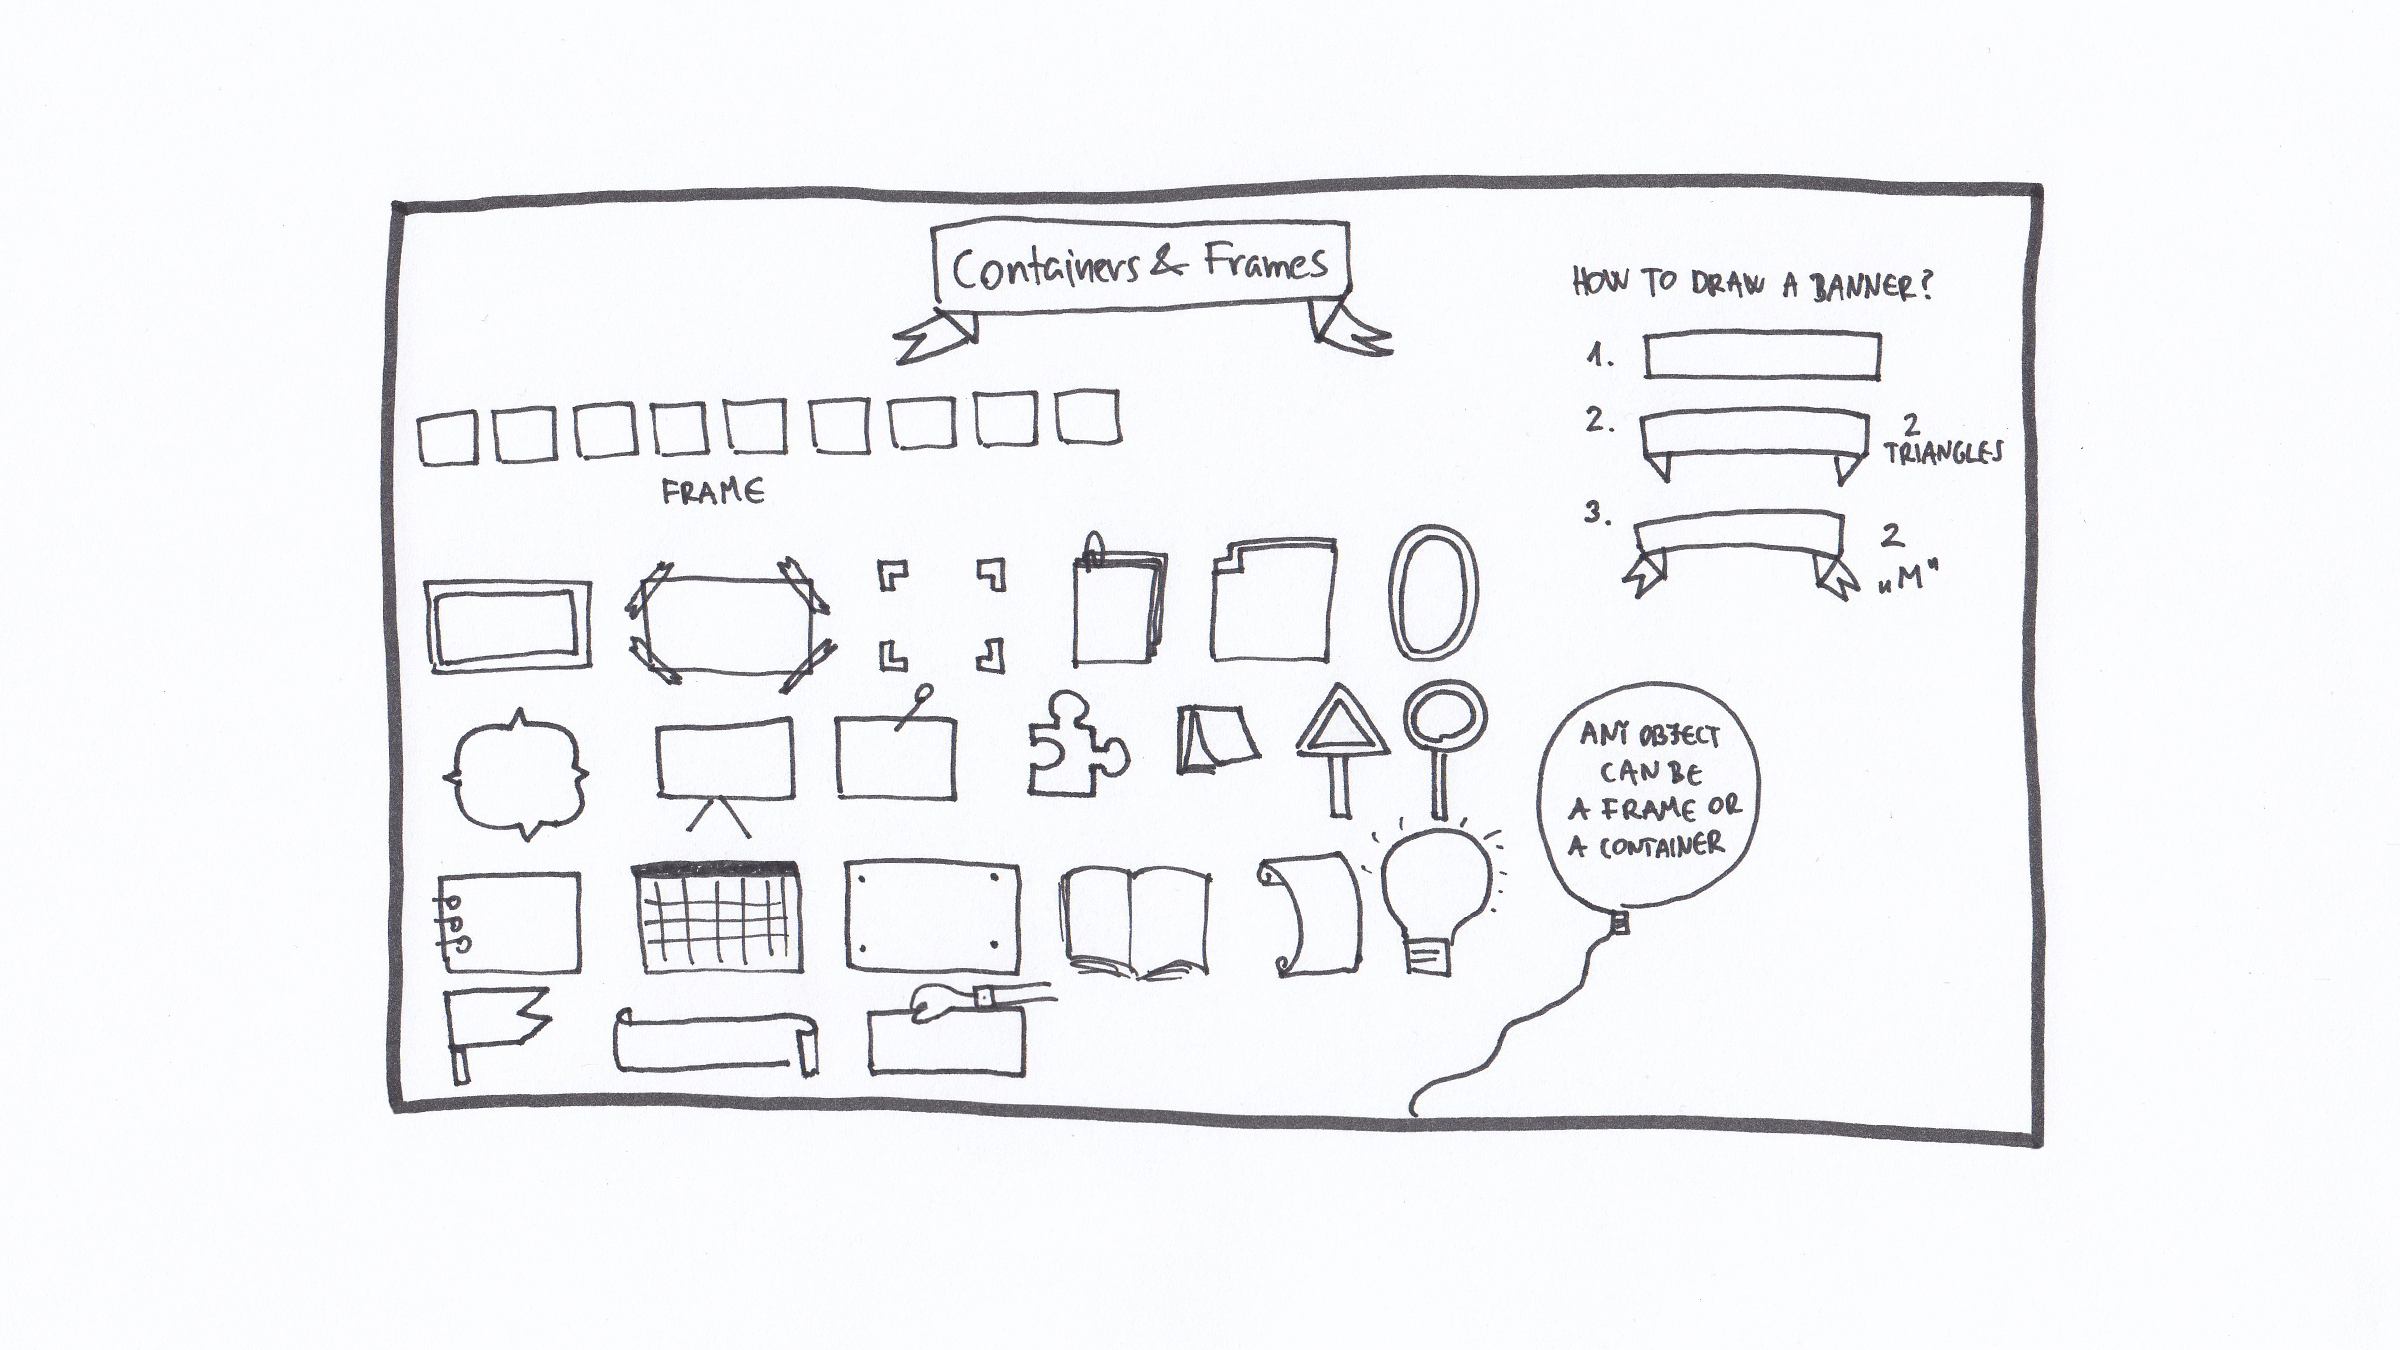 Containers & Frames
HOW TO DRAW A BANNER?
1.
2.
2
TRIANGLES
3.
2
„M"
FRAME
ANY OBJECT
CAN BE
A FRAME OR
A CONTAINER